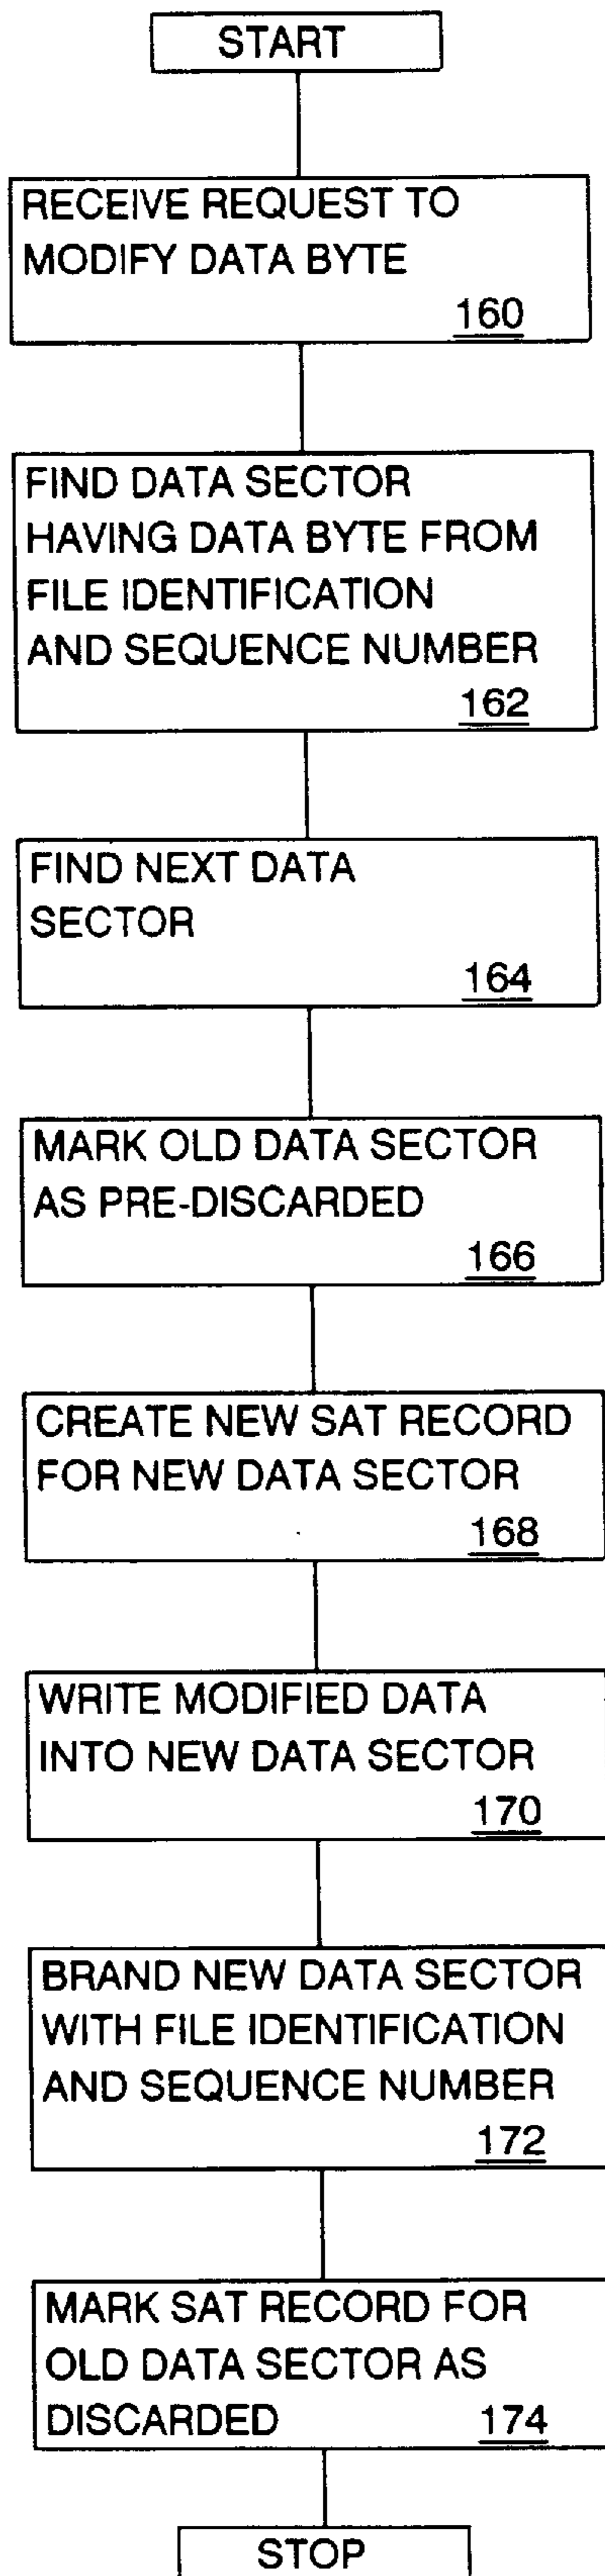 START
RECEIVE REQUEST TO
MODIFY DATA BYTE
160
FIND DATA SECTOR
HAVING DATA BYTE FROM
FILE IDENTIFICATION
AND SEQUENCE NUMBER
162
FIND NEXT DATA
SECTOR
164
MARK OLD DATA SECTOR
AS PRE-DISCARDED
166
CREATE NEW SAT RECORD
FOR NEW DATA SECTOR
168
WRITE MODIFIED DATA
INTO NEW DATA SECTOR
170
BRAND NEW DATA SECTOR
WITH FILE IDENTIFICATION
AND SEQUENCE NUMBER
172
MARK SAT RECORD FOR
OLD DATA SECTOR AS
DISCARDED 174
STOP